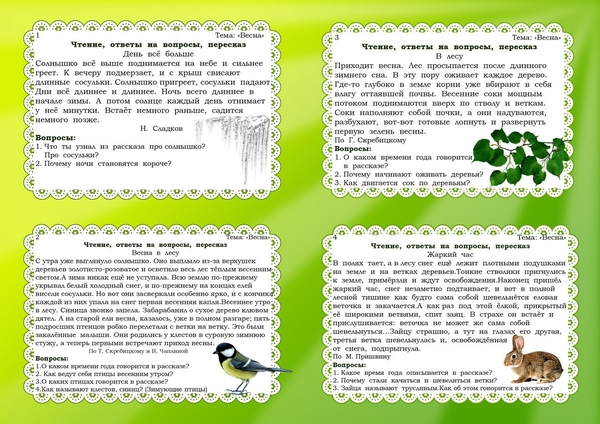 1
Тема: «Весна»
Чтение, ответы на вопросы, пересказ
День всё больше
Солнышко всё выше поднимается на небе и сильнее
греет. К вечеру подмерзает, и с крыш свисают
длинные сосульки. Солнышко пригреет, сосульки падают.
Дни всё длиннее и длиннее. Ночь всего длиннее в
начале зимы. А потом солнце каждый день отнимает
у неё минутки. Встаёт немного раньше, садится
немного позже.
Н. Сладков
Вопросы:
1. Что ты узнал из рассказа про солнышко?
Про сосульки?
2. Почему ночи становятся короче?
3
Тема: «Весна»
Чтение, ответы на вопросы, пересказ
В лесу
Приходит весна. Лес просыпается после длинного
зимнего сна. В эту пору оживает каждое дерево.
Где-то глубоко в земле корни уже вбирают в себя
влагу оттаявшей почвы. Весенние соки мощным
потоком поднимаются вверх по стволу и веткам.
Соки наполняют собой почки, а они надуваются,
разбухают, вот-вот готовые лопнуть и развернуть
первую зелень весны.
По Г. Скребицкому
Вопросы:
1. О каком времени года говорится
в рассказе?
2. Почему начинают оживать деревья?
3. Как двигается сок по деревьям?
2
Тема: «Весна»
Чтение, ответы на вопросы, пересказ
Весна в лесу
С утра уже выглянуло солнышко. Оно выплыло из-за верхушек
деревьев золотисто-розоватое и осветило весь лес тёплым весенним
светом.А зима никак ещё не уступала. Всю землю по-прежнему
укрывал белый холодный снег, и по-прежнему на концах елей
висели сосульки. Но вот они засверкали особенно ярко, и с кончика
каждой из них упала на снег первая весенняя капля.Весеннее утро
в лесу. Синица звонко запела. Забарабанил о сухое дерево клювом
дятел. А на старой ели весна, казалось, уже в полном разгаре; пять
подросших птенцов робко перелетали с ветки на ветку. Это были
закалённые малыши. Они родились у клестов в суровую зимнюю
стужу, а теперь первыми встречают приход весны.
По Т. Скребицкому и В. Чаплиной
Вопросы:
1.О каком времени года говорится в рассказе?
2. Как ведут себя птицы весенним утром?
3.О каких птицах говорится в рассказе?
4.Как называют клестов, синиц? (Зимующие птицы)
4
Тема: «Весна»
Чтение, ответы на вопросы, пересказ
Жаркий час
В полях тает, а в лесу снег ещё лежит плотными подушками
на земле и на ветках деревьев.Тонкие стволики пригнулись
к земле, примёрзли и ждут освобождения.Наконец пришёл
жаркий час, снег незаметно подтаивает, и вот в полной
лесной тишине как будто сама собой шевельнётся еловая
веточка и закачается.А как раз под этой ёлкой, прикрытый
её широкими ветвями, спит заяц. В страхе он встаёт и
прислушивается: веточка не может же сама собой
шевельнуться...Зайцу страшно, а тут на глазах его другая,
третья ветка шевельнулась и, освобождённая
от снега, подпрыгнула.
По М. Пришвину
Вопросы:
1. Какое время года описывается в рассказе?
2. Почему стали качаться и шевелиться ветки?
3. Зайца называют трусливым.Как об этом говорится в рассказе?